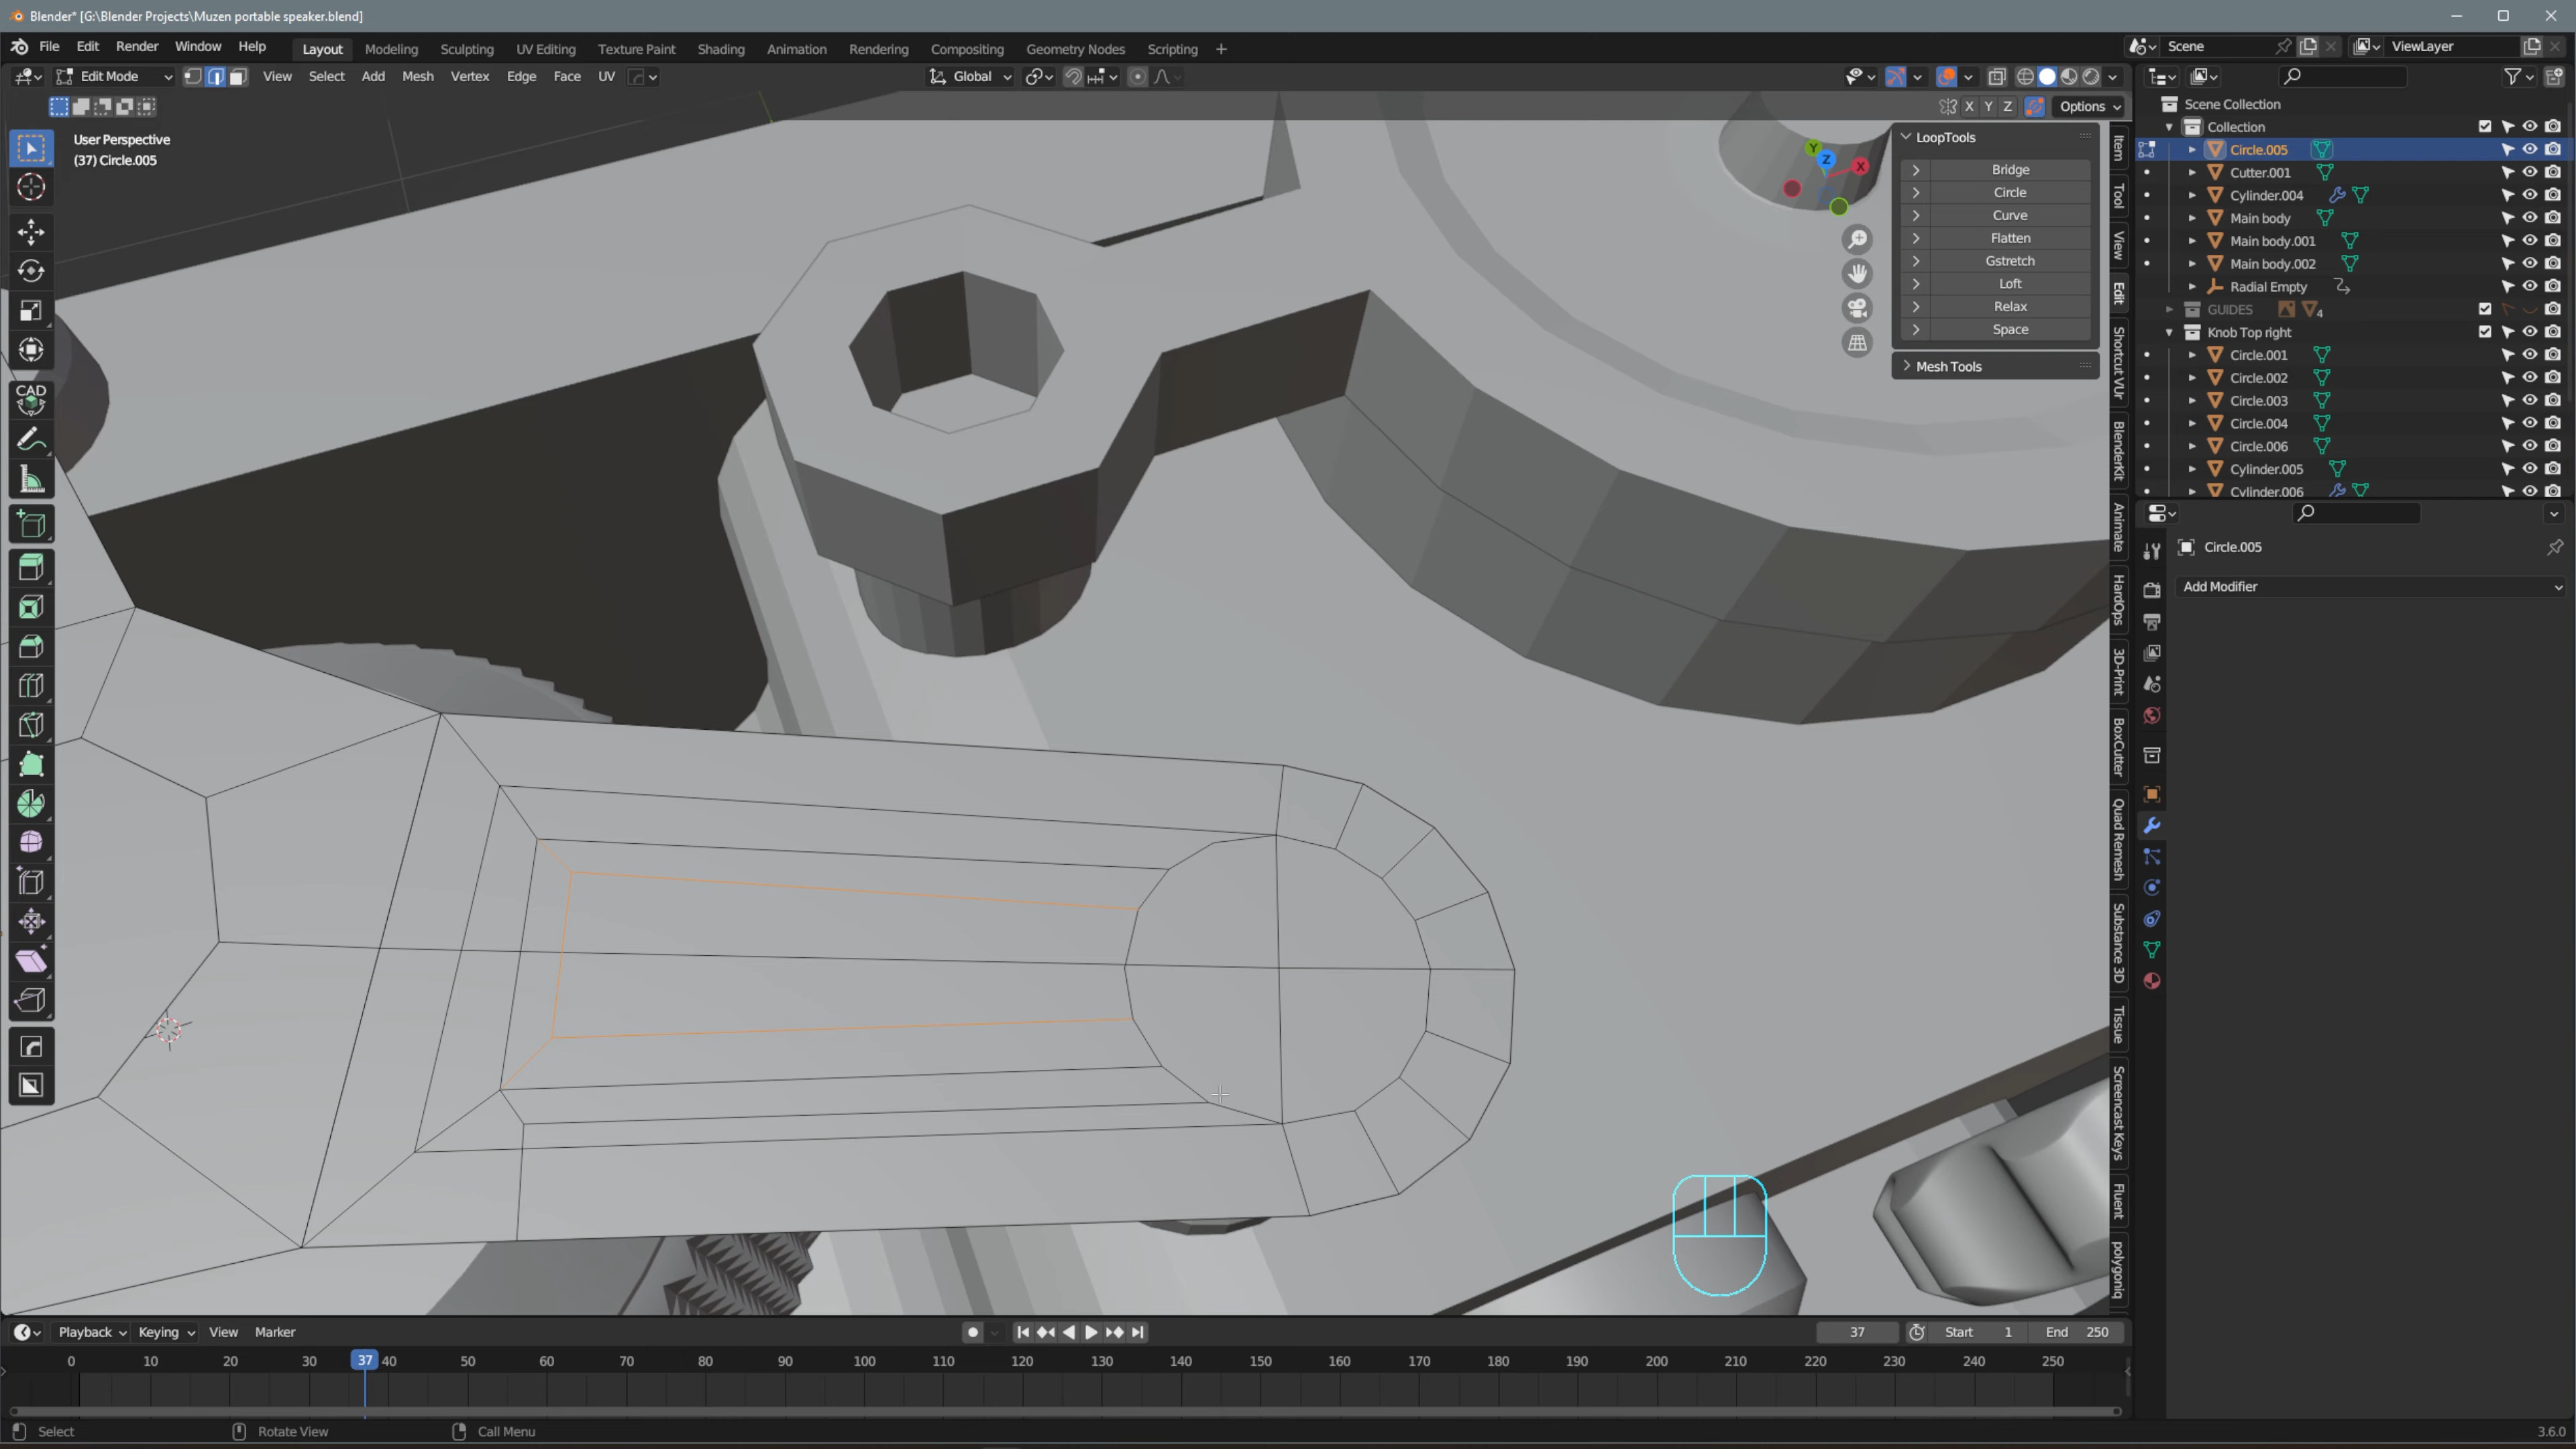 Blender* [G:\Blender Projects\Muzen portable speaker.blend]
File Edit Render Window Help
Layout Modeling Sculpting UV Editing Texture Paint Shading Animation Rendering Compositing Geometry Nodes Scripting +
Scene
ViewLayer
Edit Mode
View Select Add Mesh Vertex Edge Face UV
Global
X Y Z
Options
User Perspective
(37) Circle.005
CAD
LoopTools
Bridge
Circle
Curve
Flatten
Gstretch
Loft
Relax
Space
Mesh Tools
Y
Z
X
Item
Tool
View
Edit
Shortcut VUr
BlenderKit
Animate
HardOps
3D-Print
BoxCutter
Quad Remesh
Substance 3D
Tissue
Screencast Keys
Fluent
polygoniq
Scene Collection
Collection
Circle.005
Cutter.001
Cylinder.004
Main body
Main body.001
Main body.002
Radial Empty
GUIDES
4
Knob Top right
Circle.001
Circle.002
Circle.003
Circle.004
Circle.006
Cylinder.005
Cylinder.006
Circle.005
Add Modifier
Playback Keying View Marker
37
Start 1
End 250
0 10 20 30 37 40 50 60 70 80 90 100 110 120 130 140 150 160 170 180 190 200 210 220 230 240 250
Select
Rotate View
Call Menu
3.6.0